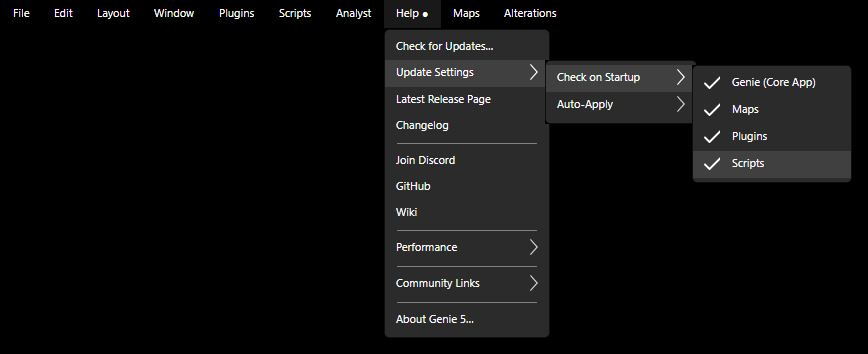 File Edit Layout Window Plugins Scripts Analyst Help ● Maps Alterations
Check for Updates...
Update Settings
Latest Release Page
Changelog
Join Discord
GitHub
Wiki
Performance
Community Links
About Genie 5...
Check on Startup
Auto-Apply
Genie (Core App)
Maps
Plugins
Scripts